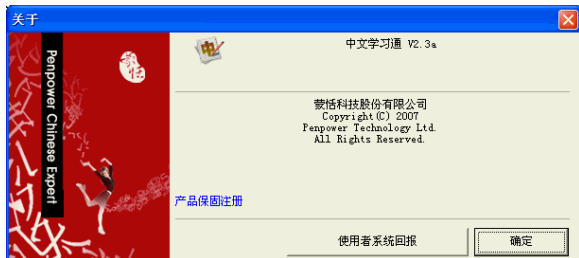 关于
Penpower Chinese Expert
蒙恬
中文学习通 V2.3a
蒙恬科技股份有限公司
Copyright(C) 2007
Penpower Technology Ltd.
All Rights Reserved.
产品保固注册
使用者系统回报
确定